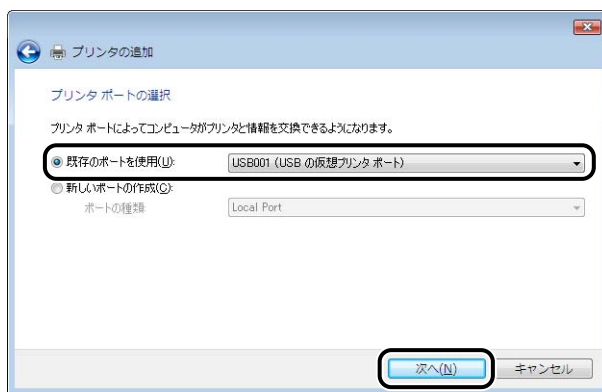 プリンタの追加
プリンタ ポートの選択
プリンタ ポートによってコンピュータがプリンタと情報を交換できるようになります。
既存のポートを使用(U): USB001 (USB の仮想プリンタ ポート)
新しいポートの作成(C):
ポートの種類: Local Port
次へ(N) キャンセル